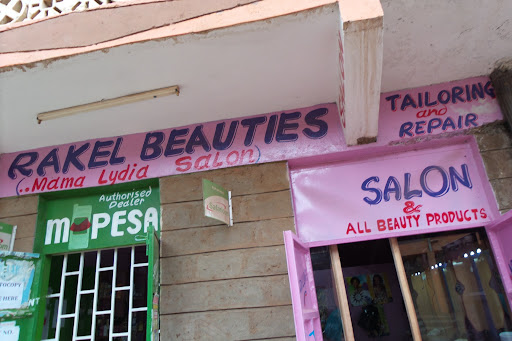 RAKEL BEAUTIES
(..Mama Lydia Salon)
TAILORING
and
REPAIR
Authorised
Dealer
M PESA
SALON
&
ALL BEAUTY PRODUCTS